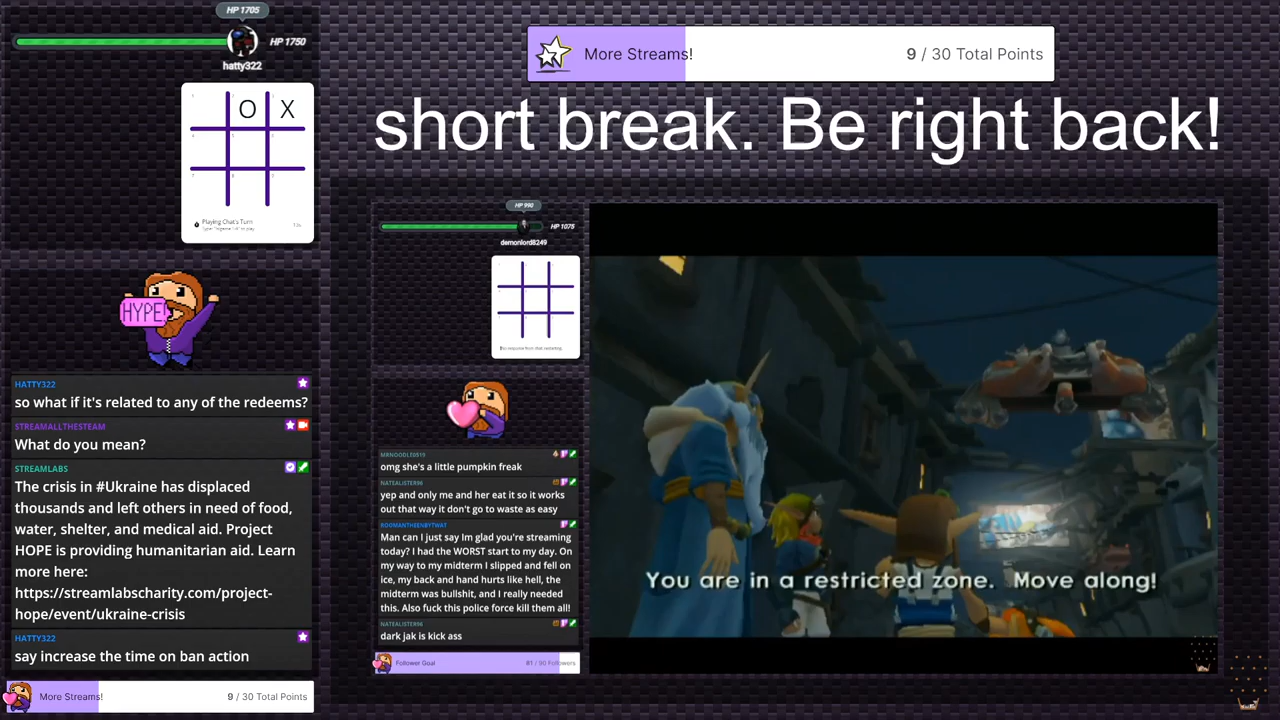 HP 1705
HP 1750
hatty322
O X
Playing Chat's Turn
HATTY322
so what if it's related to any of the redeems?
STREAMALLTHESTEAM
What do you mean?
STREAMLABS
The crisis in #Ukraine has displaced
thousands and left others in need of food,
water, shelter, and medical aid. Project
HOPE is providing humanitarian aid. Learn
more here:
https://streamlabscharity.com/project-
hope/event/ukraine-crisis
HATTY322
say increase the time on ban action
More Streams! 9 / 30 Total Points
HYPE!
More Streams! 9 / 30 Total Points
short break. Be right back!
HP 990
HP 1075
demonlord8249
MRNOODLE0519
omg she's a little pumpkin freak
NATEALISTER96
yep and only me and her eat it so it works
out that way it don't go to waste as easy
ROOMANTHEENBYTWAT
Man can I just say Im glad you're streaming
today? I had the WORST start to my day. On
my way to my midterm I slipped and fell on
ice, my back and hand hurts like hell, the
midterm was bullshit, and I really needed
this. Also fuck this police force kill them all!
NATEALISTER96
dark jak is kick ass
Follower Goal 81 / 90 Followers
You are in a restricted zone. Move along!